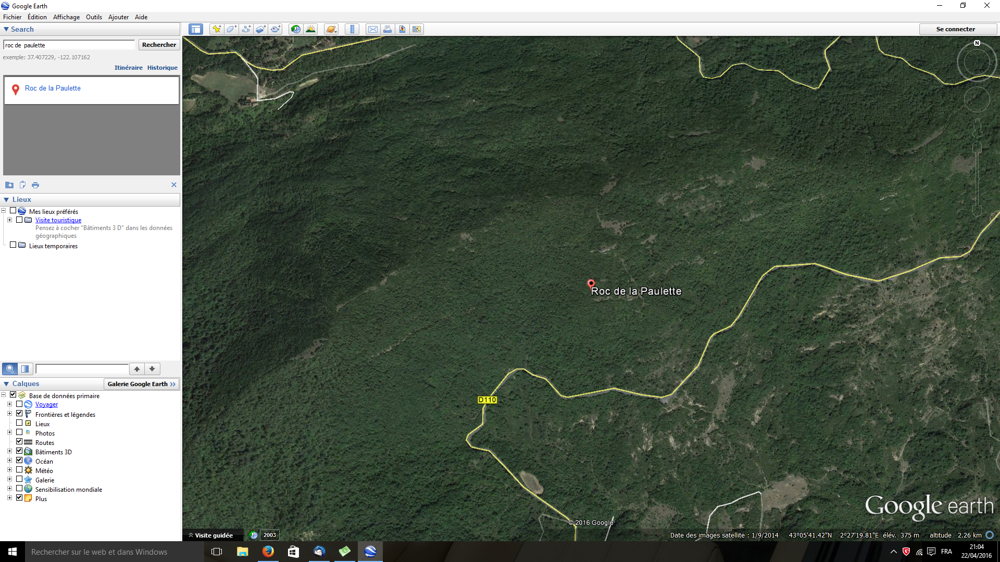 Google Earth
Fichier Édition Affichage Outils Ajouter Aide
Search
Se connecter
roc de  paulette
Rechercher
exemple: 37.407229, -122.107162
Itinéraire Historique
Roc de la Paulette
N
Lieux
Mes lieux préférés
Visite touristique
Pensez à cocher "Bâtiments 3 D" dans les données
géographiques
Lieux temporaires
Roc de la Paulette
D110
Calques
Galerie Google Earth »
Base de données primaire
Voyager
Frontières et légendes
Lieux
Photos
Routes
Bâtiments 3D
Océan
Météo
Galerie
Sensibilisation mondiale
Plus
Google earth
© 2016 Google
Visite guidée
2003
Date des images satellite : 1/9/2014 43°05'41.42"N 2°27'19.81"E élév. 375 m altitude 2.26 km
Rechercher sur le web et dans Windows
FRA
21:04
22/04/2016